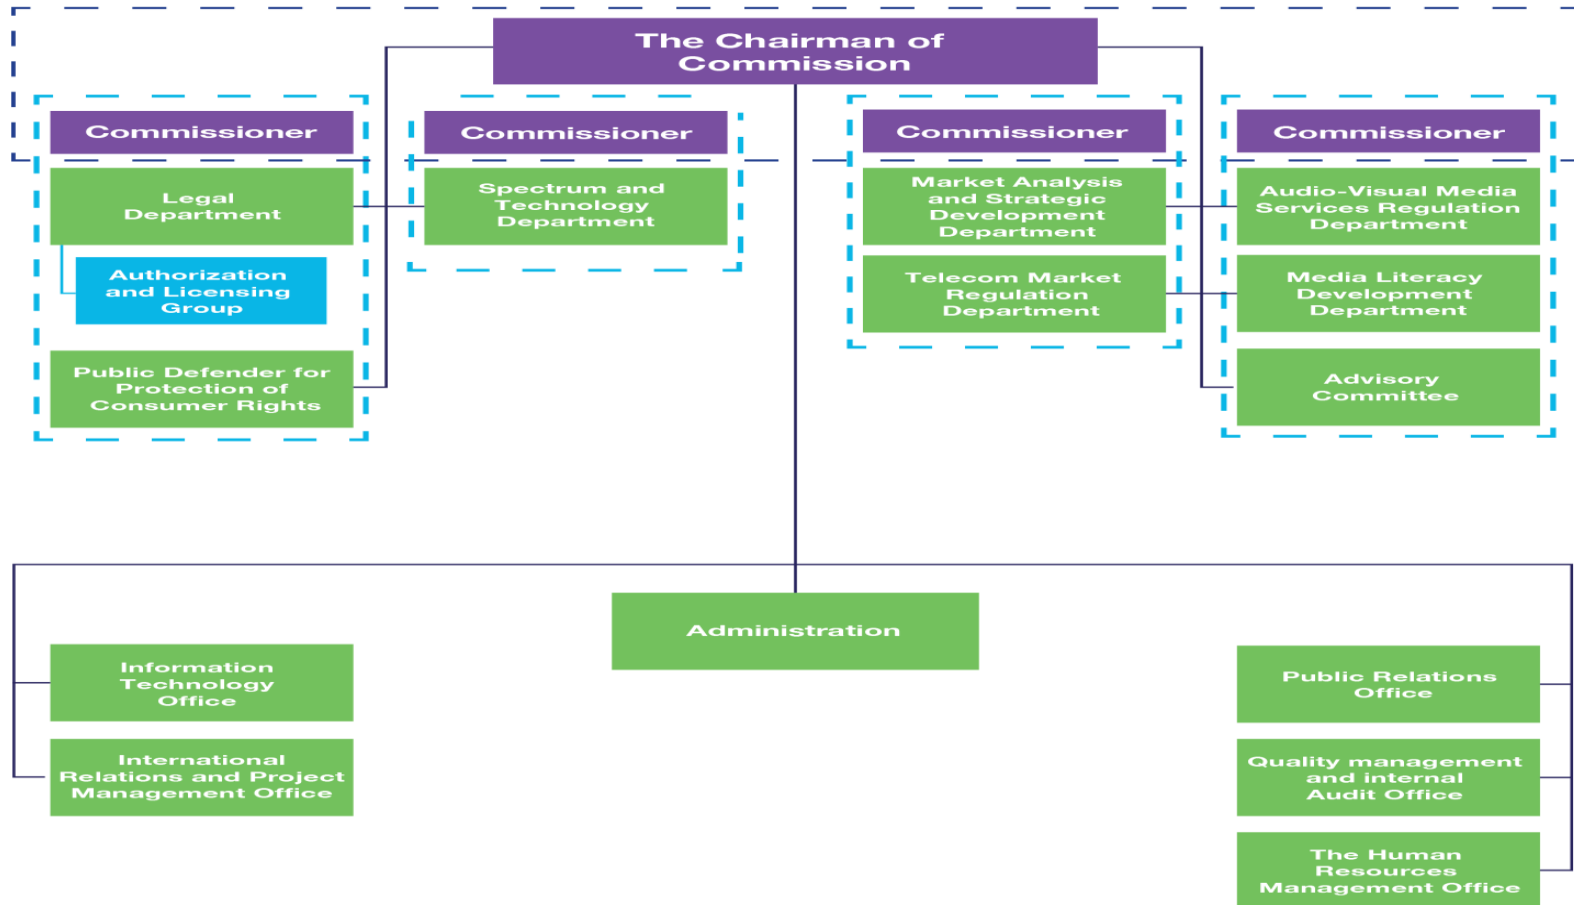 The Chairman of
Commission
Commissioner
Commissioner
Commissioner
Commissioner
Legal
Department
Spectrum and
Technology
Department
Market Analysis
and Strategic
Development
Department
Audio-Visual Media
Services Regulation
Department
Authorization
and Licensing
Group
Telecom Market
Regulation
Department
Media Literacy
Development
Department
Public Defender for
Protection of
Consumer Rights
Advisory
Committee
Administration
Information
Technology
Office
Public Relations
Office
International
Relations and Project
Management Office
Quality management
and internal
Audit Office
The Human
Resources
Management Office